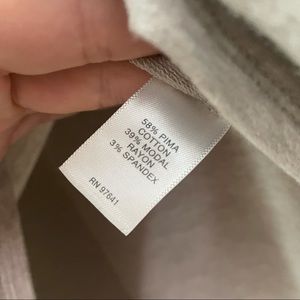 58% PIMA
COTTON
39% MODAL
RAYON
3% SPANDEX
RN 97641